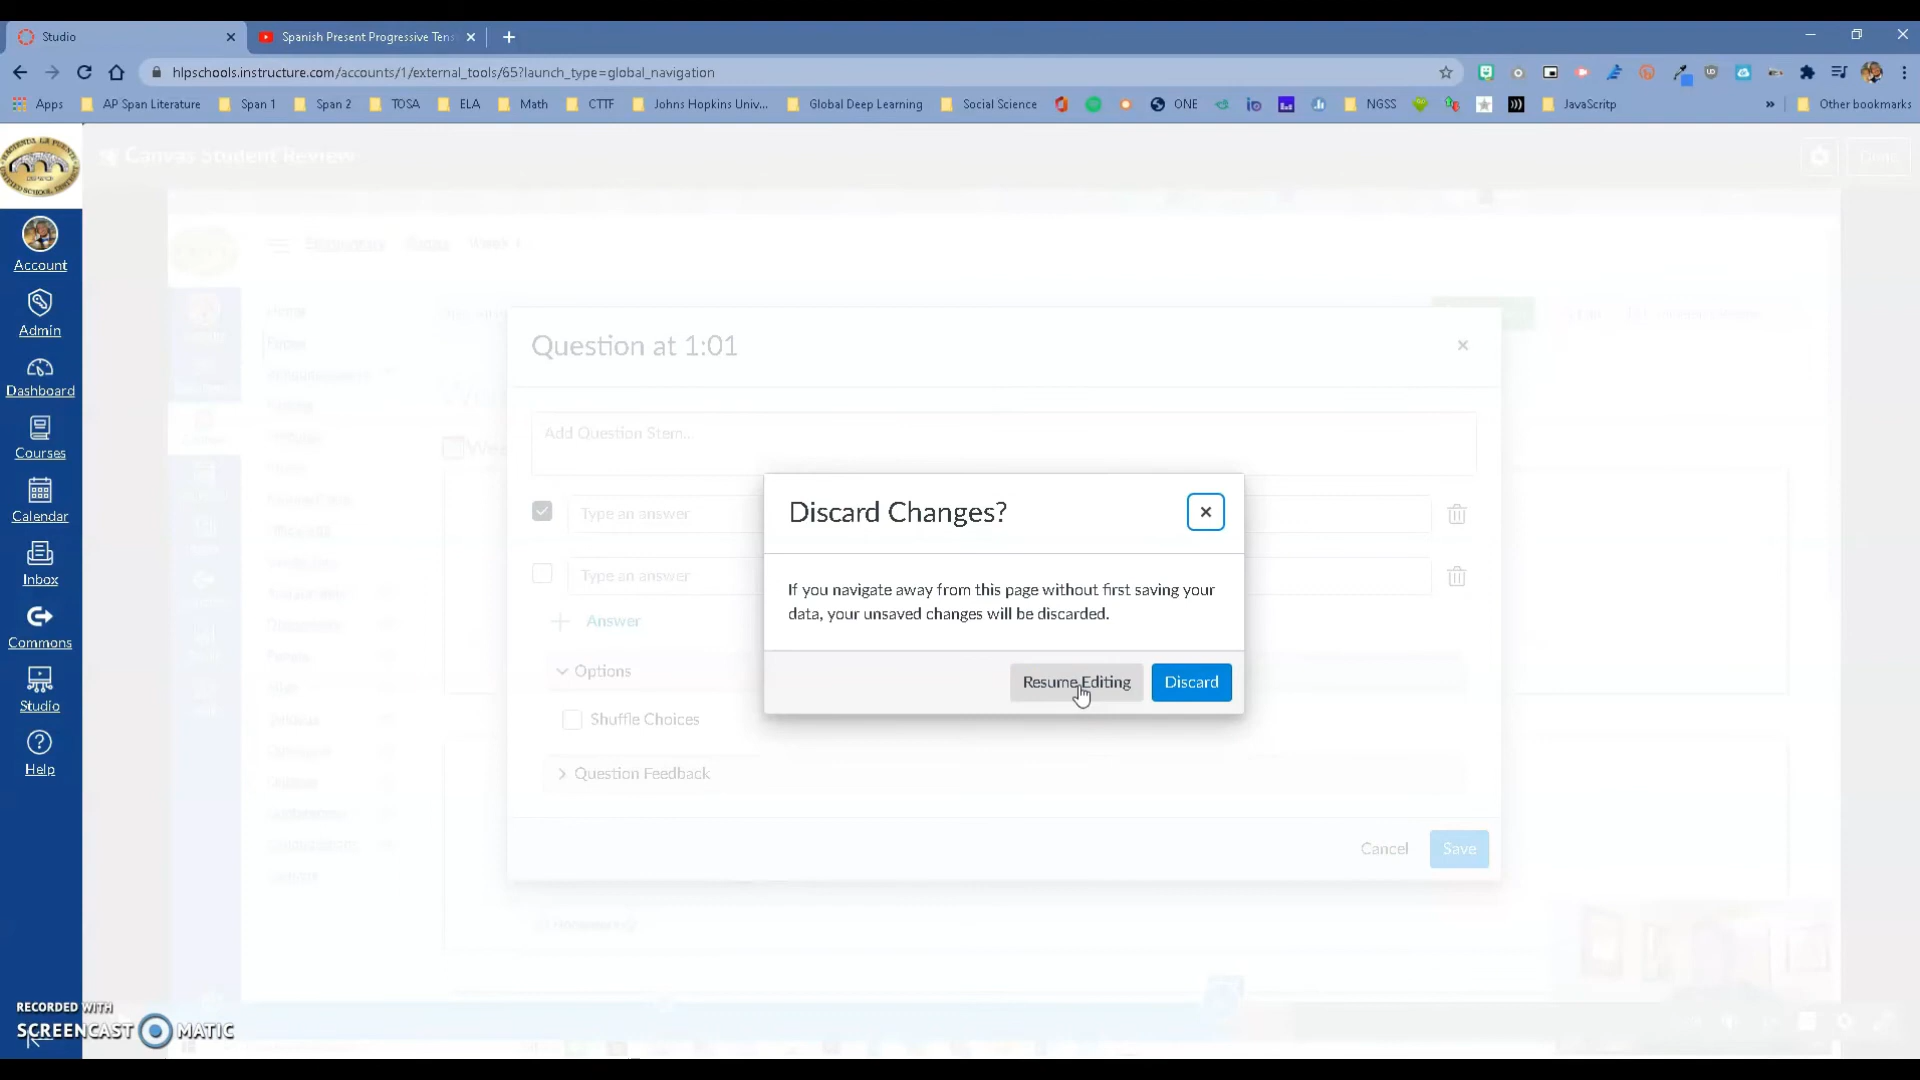 Studio
Spanish Present Progressive Tens
hlpschools.instructure.com/accounts/1/external_tools/65?launch_type=global_navigation
Apps
AP Span Literature
Span 1
Span 2
TOSA
ELA
Math
CTTF
Johns Hopkins Univ...
Global Deep Learning
Social Science
ONE
NGSS
JavaScritp
»
Other bookmarks
Canvas Student Review
Done
Account
Admin
Dashboard
Courses
Calendar
Inbox
Commons
Studio
Help
Question at 1:01
Add Question Stem...
Type an answer
Type an answer
Answer
Options
Shuffle Choices
Question Feedback
Cancel
Save
Discard Changes?
If you navigate away from this page without first saving your
data, your unsaved changes will be discarded.
Resume Editing
Discard
RECORDED WITH
SCREENCAST MATIC